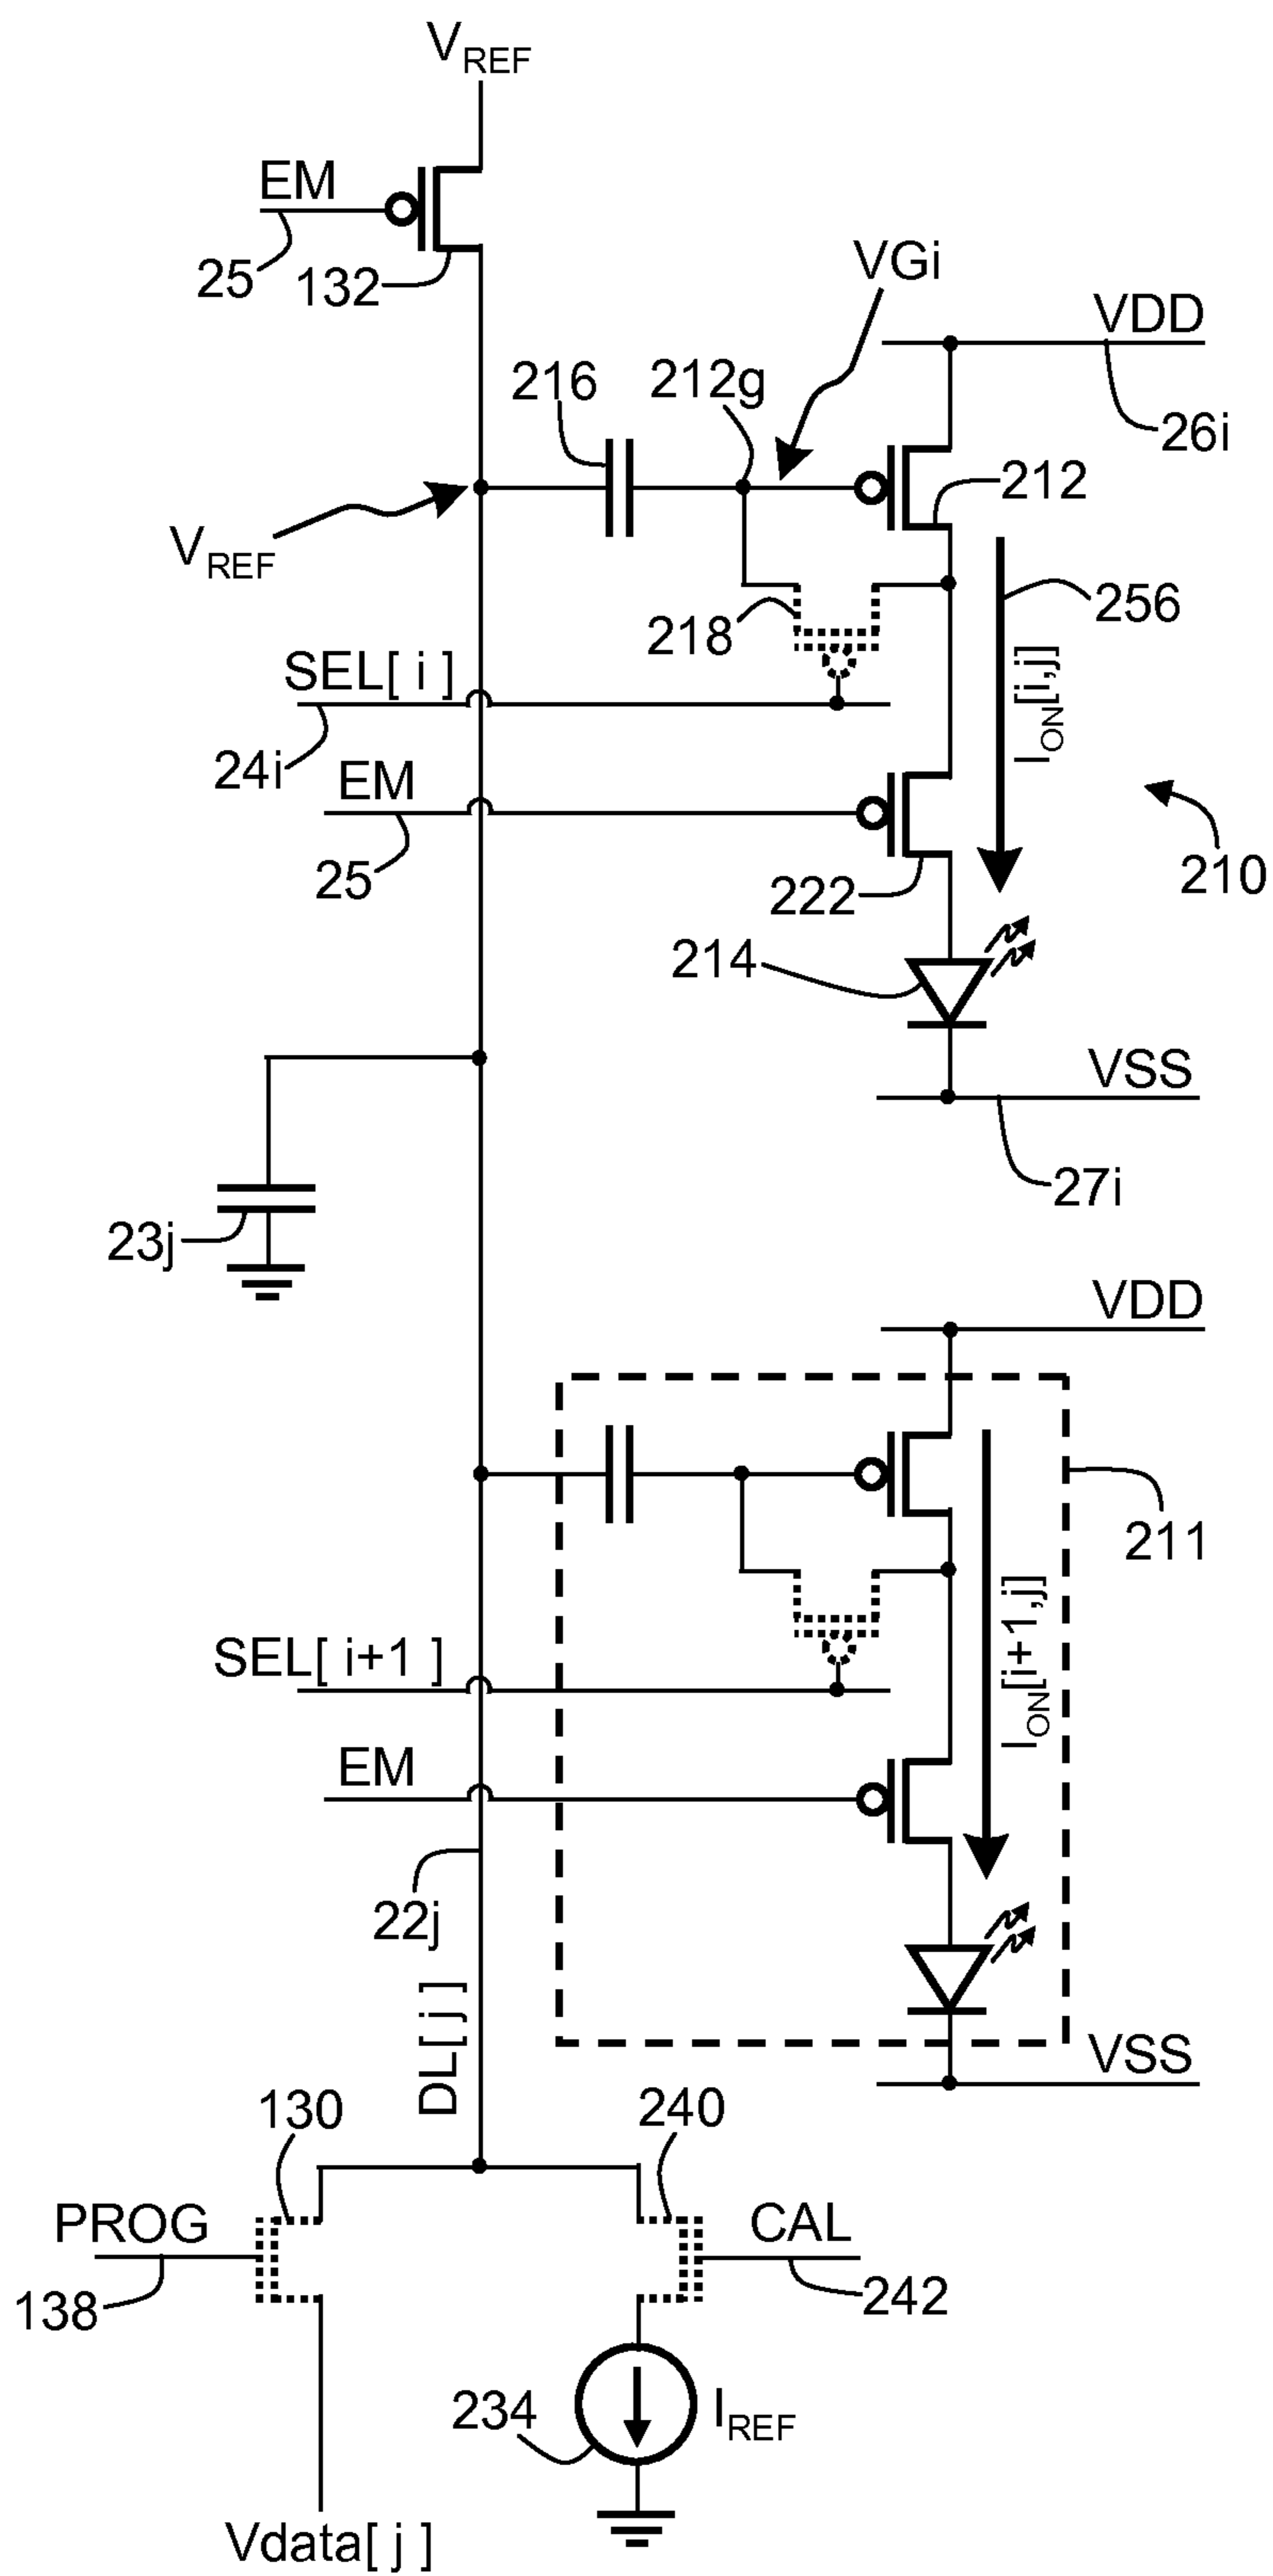 VREF
EM
25
132
VGi
VDD
216
212g
26i
212
VREF
218
256
SEL[ i ]
ION[i,j]
24i
EM
25
222
210
214
VSS
27i
23j
VDD
211
SEL[ i+1 ]
ION[i+1,j]
EM
22j
DL[ j ]
VSS
130
240
PROG
CAL
138
242
234
IREF
Vdata[ j ]